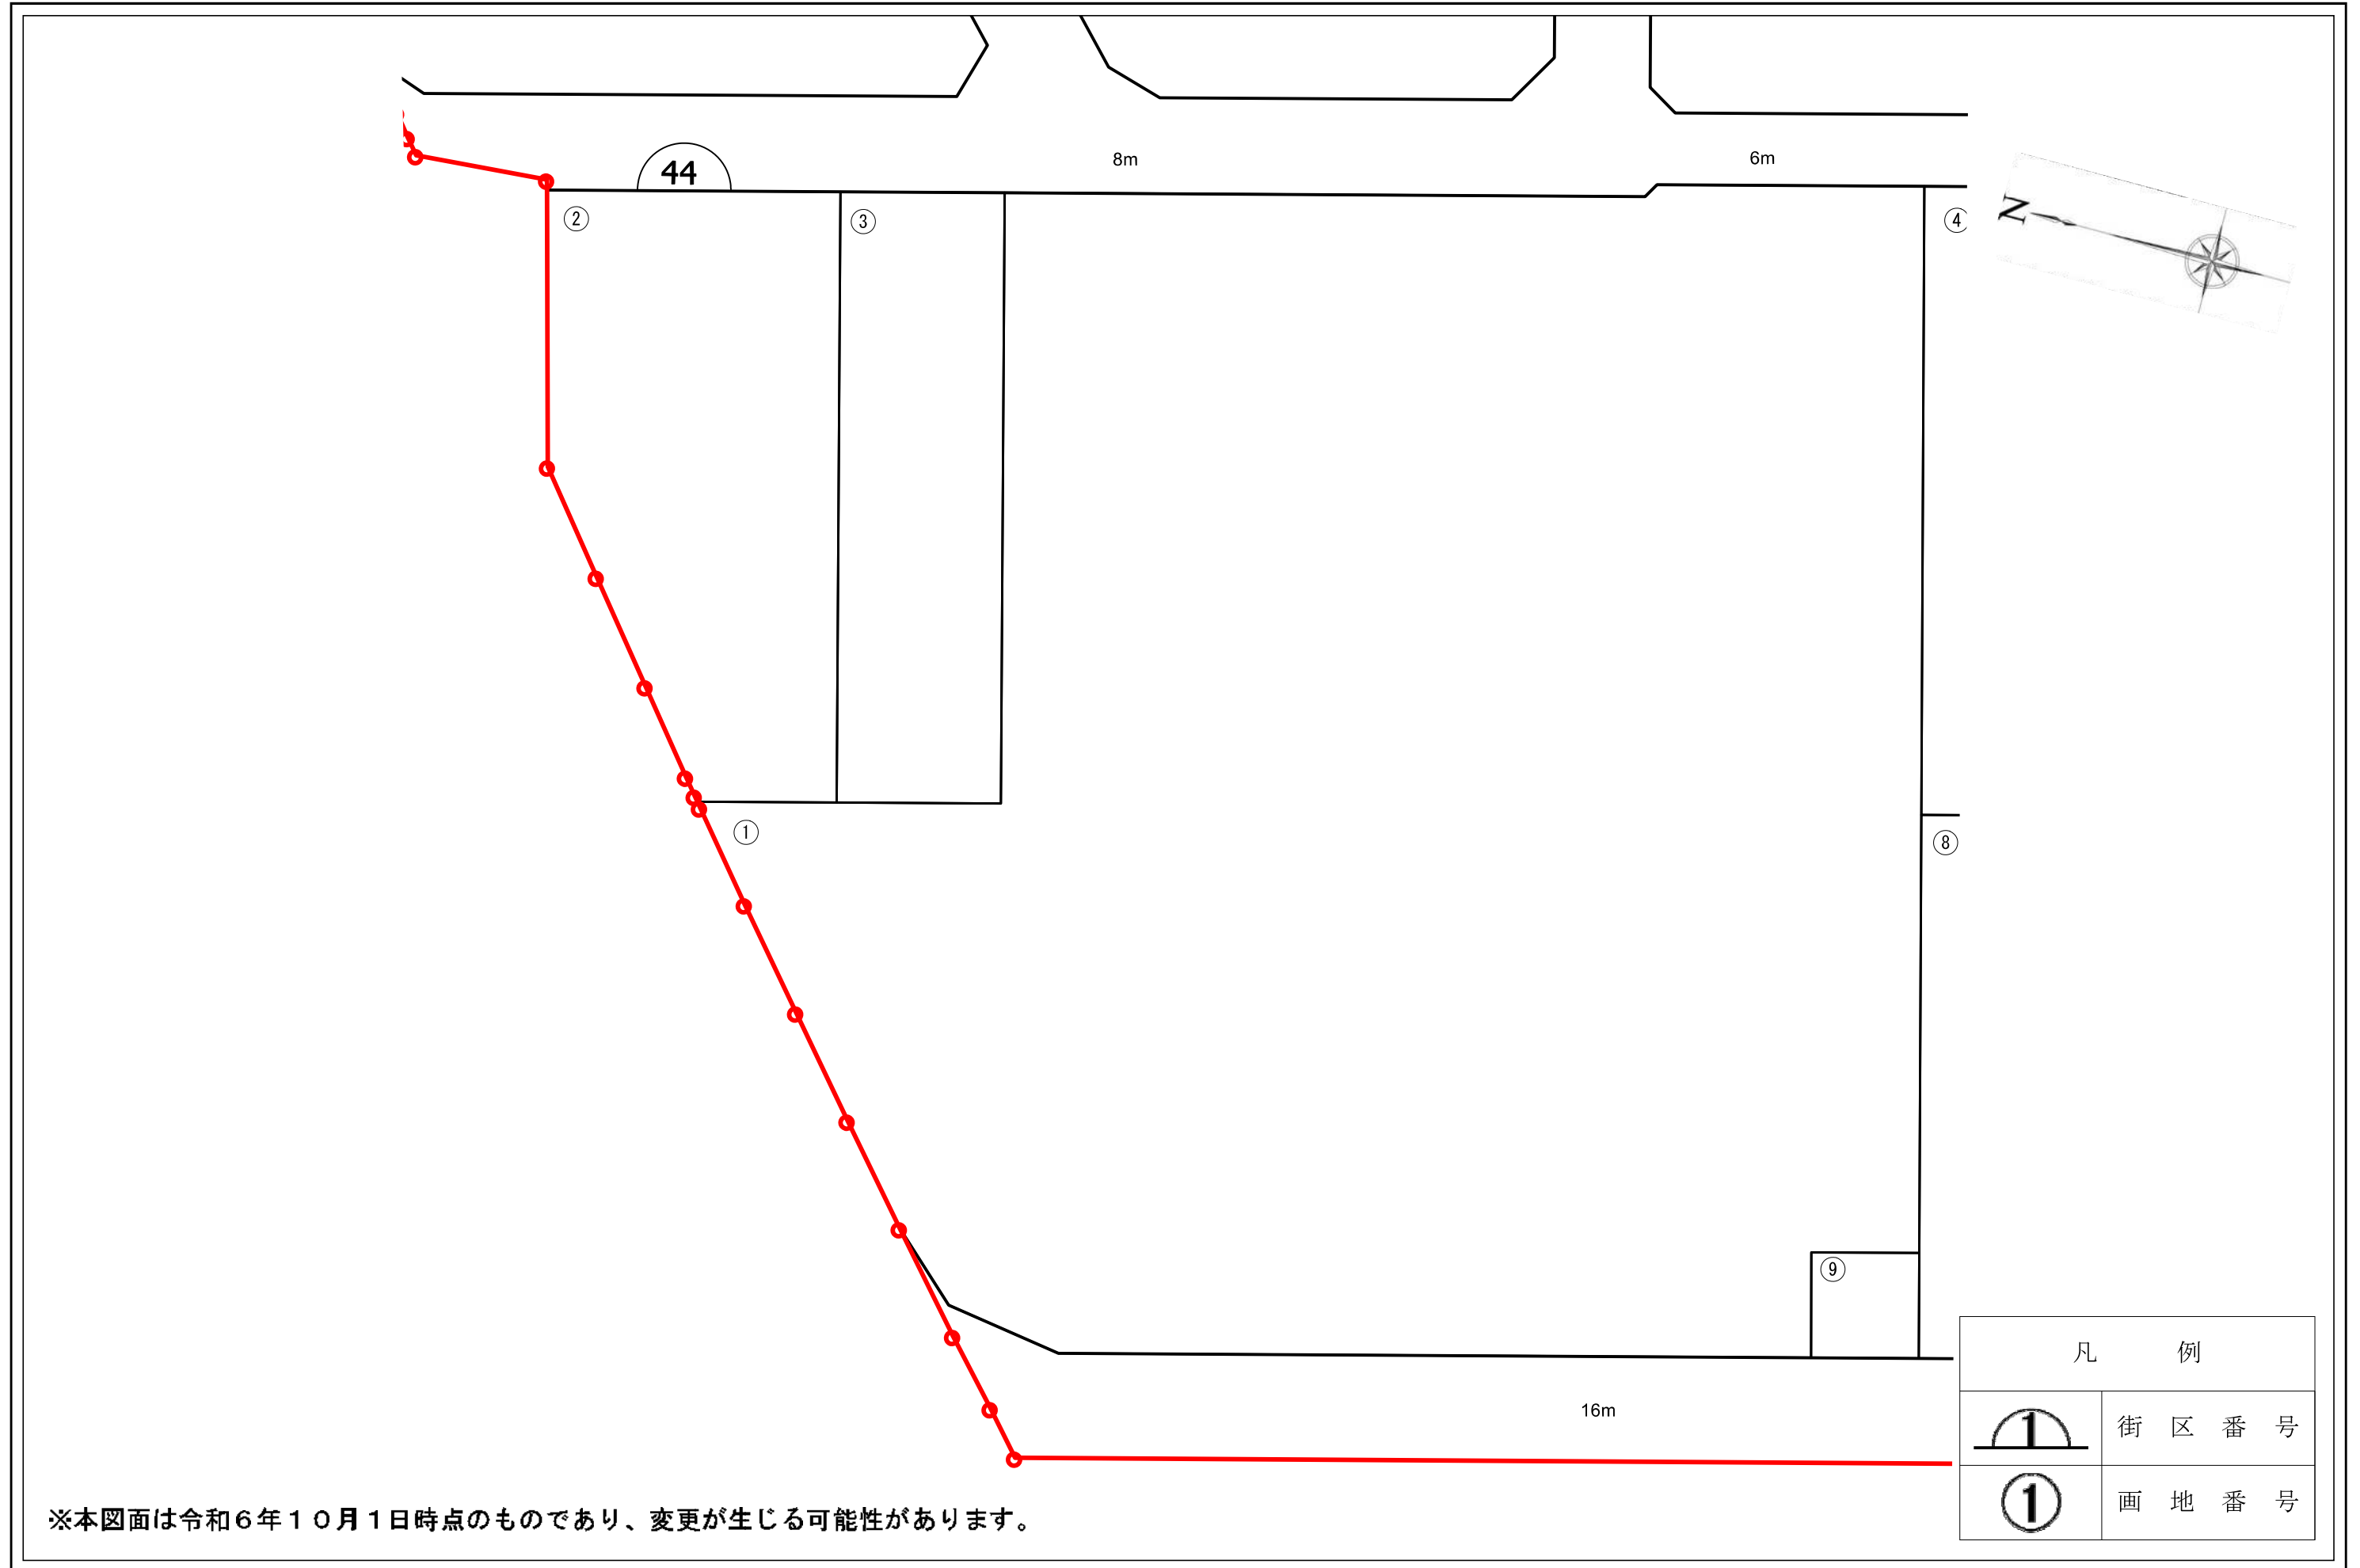 8m
6m
44
②
③
④
N
①
⑧
⑨
凡 例
16m
1 街区番号
① 画地番号
※本図面は令和６年１０月１日時点のものであり、変更が生じる可能性があります。